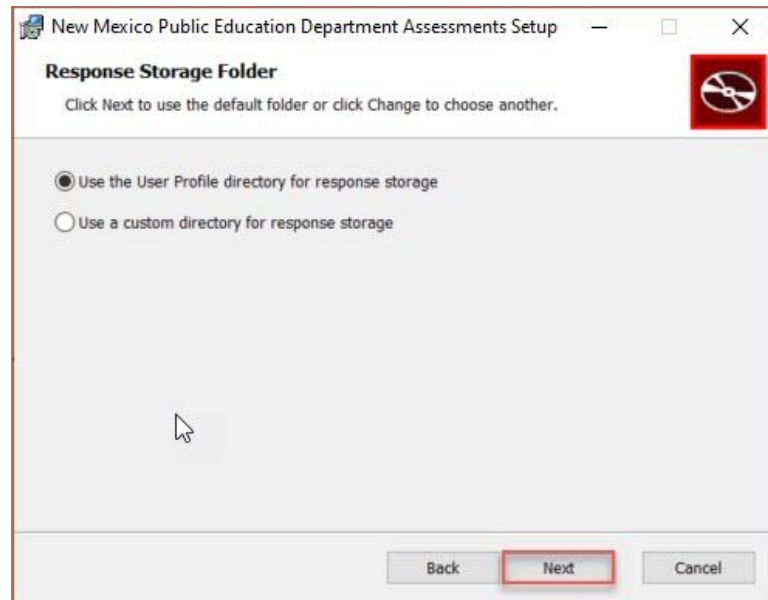 New Mexico Public Education Department Assessments Setup
Response Storage Folder
Click Next to use the default folder or click Change to choose another.
Use the User Profile directory for response storage
Use a custom directory for response storage
Back Next Cancel